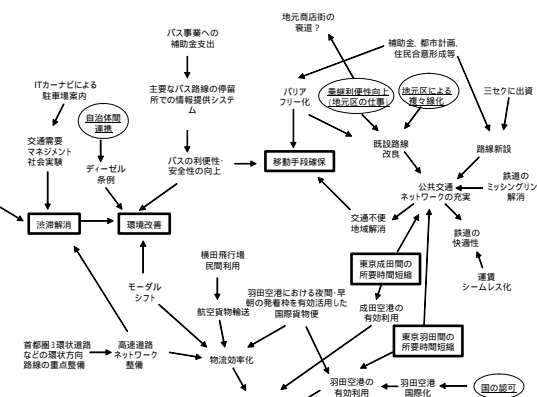 地元商店街の
衰退？
バス事業への
補助金支出
補助金、都市計画、
住民合意形成等
ITカーナビによる
駐車場案内
主要なバス路線の停留
所での情報提供システ
ム
バリア
フリー化
乗継利便性向上
（地元区の仕事）
地元区による
複々線化
三セクに出資
自治体間
連携
交通需要
マネジメント
社会実験
ディーゼル
条例
バスの利便性・
安全性の向上
移動手段確保
既設路線
改良
路線新設
公共交通
ネットワークの充実
鉄道の
ミッシングリンク
解消
渋滞解消
環境改善
交通不便
地域解消
鉄道の
快適性
横田飛行場
民間利用
東京成田間の
所要時間短縮
運賃
シームレス化
モーダル
シフト
羽田空港における夜間・早
朝の発着枠を有効活用した
国際貨物便
航空貨物輸送
成田空港の
有効利用
首都圏3環状道路
などの環状方向
路線の重点整備
高速道路
ネットワーク
整備
物流効率化
東京羽田間の
所要時間短縮
羽田空港の
有効利用
羽田空港
国際化
国の認可